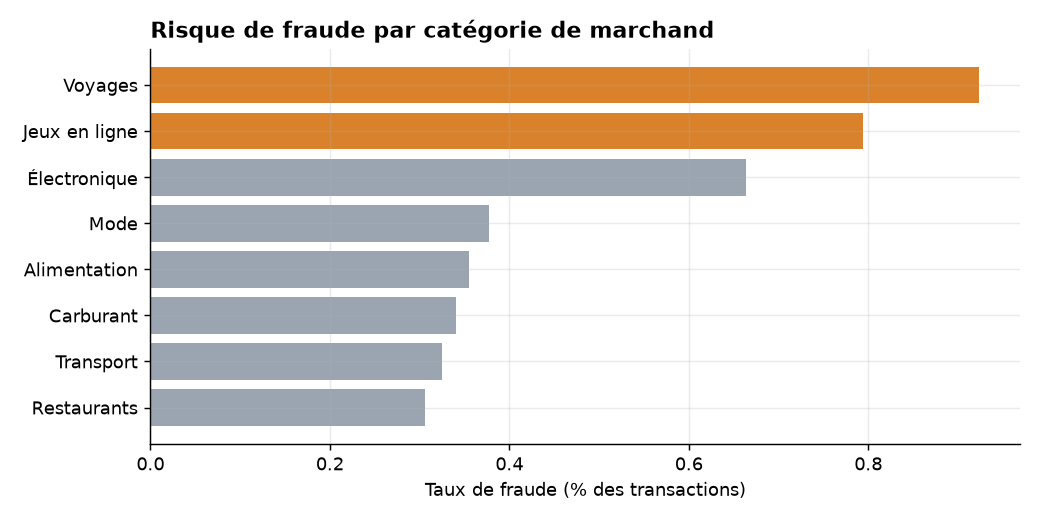 Risque de fraude par catégorie de marchand
Voyages
Jeux en ligne
Électronique
Mode
Alimentation
Carburant
Transport
Restaurants
0.0 0.2 0.4 0.6 0.8
Taux de fraude (% des transactions)